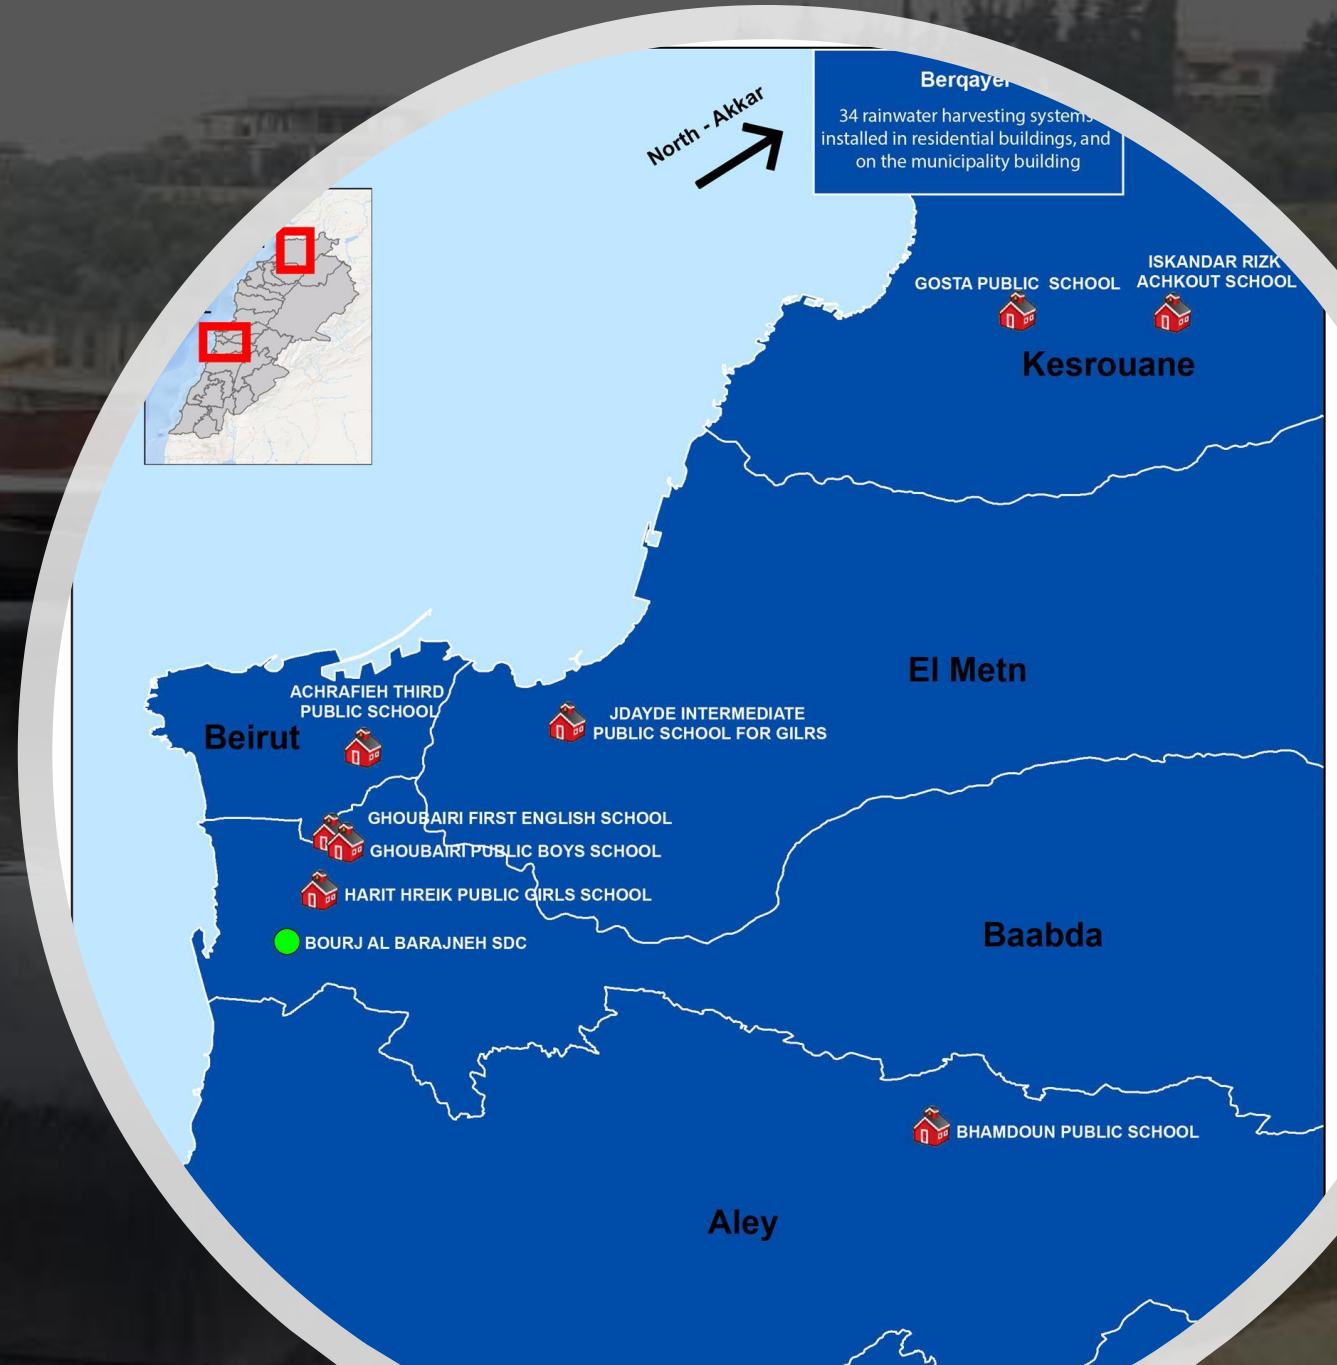 North - Akkar
34 rainwater harvesting systems
installed in residential buildings, and
on the municipality building
ISKANDAR RIZK
ACHKOUT SCHOOL
GOSTA PUBLIC SCHOOL
Kesrouane
El Metn
ACHRAFIEH THIRD
PUBLIC SCHOOL
Beirut
JDAYDE INTERMEDIATE
PUBLIC SCHOOL FOR GILRS
GHOUBAIRI FIRST ENGLISH SCHOOL
GHOUBAIRI PUBLIC BOYS SCHOOL
HARIT HREIK PUBLIC GIRLS SCHOOL
BOURJ AL BARAJNEH SDC
Baabda
BHAMDOUN PUBLIC SCHOOL
Aley